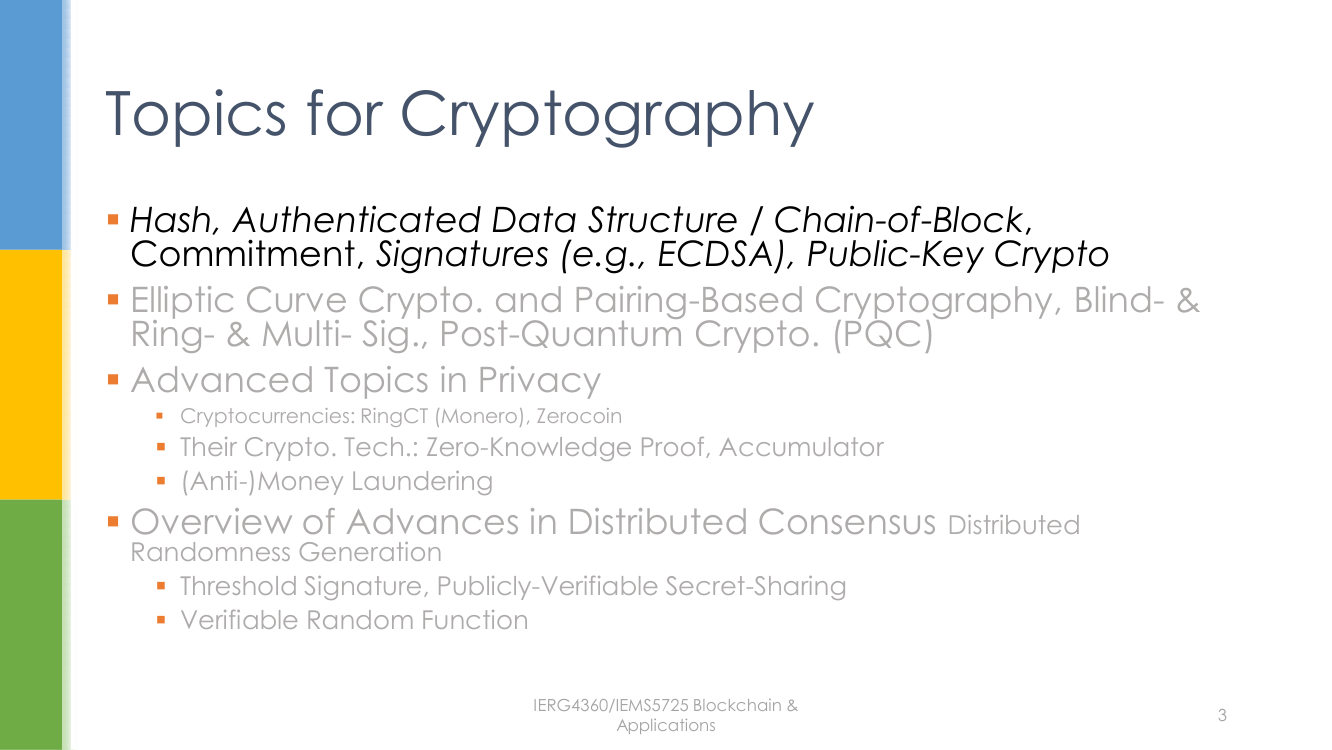 Topics for Cryptography
Hash, Authenticated Data Structure / Chain-of-Block,
Commitment, Signatures (e.g., ECDSA), Public-Key Crypto
Elliptic Curve Crypto. and Pairing-Based Cryptography, Blind- &
Ring- & Multi- Sig., Post-Quantum Crypto. (PQC)
Advanced Topics in Privacy
Cryptocurrencies: RingCT (Monero), Zerocoin
Their Crypto. Tech.: Zero-Knowledge Proof, Accumulator
(Anti-)Money Laundering
Overview of Advances in Distributed Consensus Distributed
Randomness Generation
Threshold Signature, Publicly-Verifiable Secret-Sharing
Verifiable Random Function
IERG4360/IEMS5725 Blockchain &
Applications
3